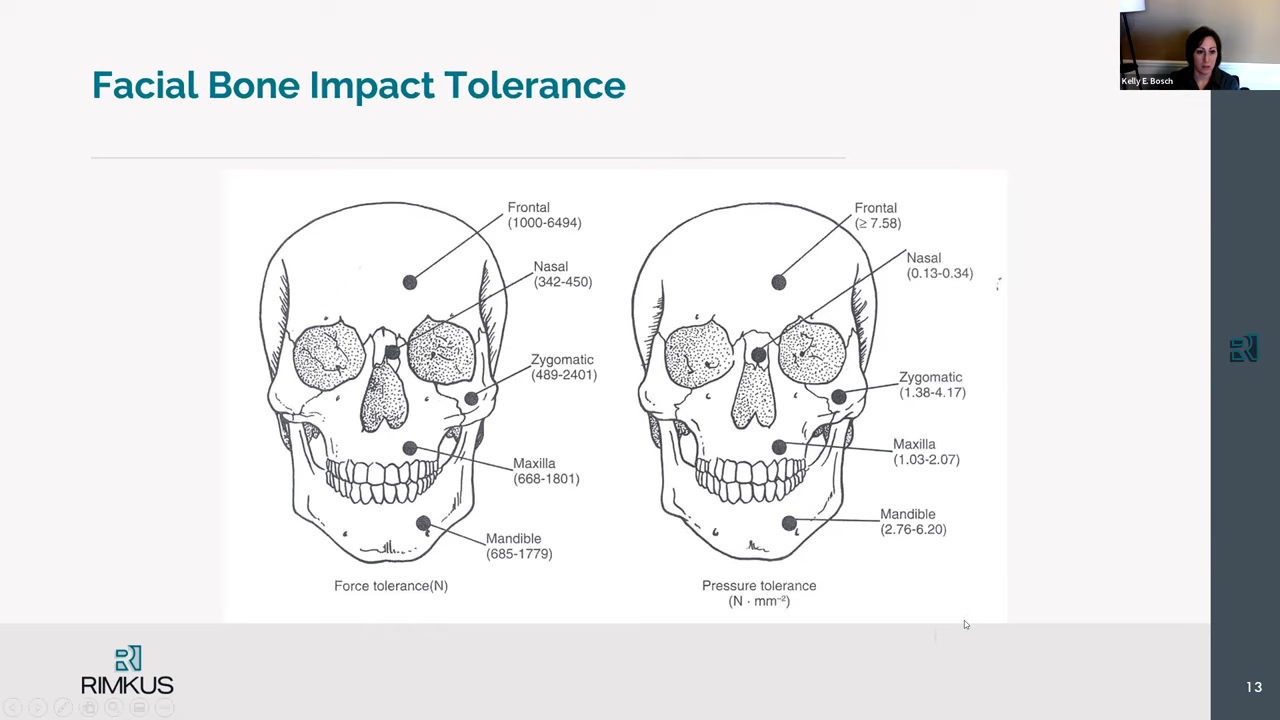 Facial Bone Impact Tolerance
Kelly E. Bosch
Frontal
(1000-6494)
Nasal
(342-450)
Zygomatic
(489-2401)
Maxilla
(668-1801)
Mandible
(685-1779)
Force tolerance(N)
Frontal
(≥ 7.58)
Nasal
(0.13-0.34)
Zygomatic
(1.38-4.17)
Maxilla
(1.03-2.07)
Mandible
(2.76-6.20)
Pressure tolerance
(N · mm⁻²)
RIMKUS
13